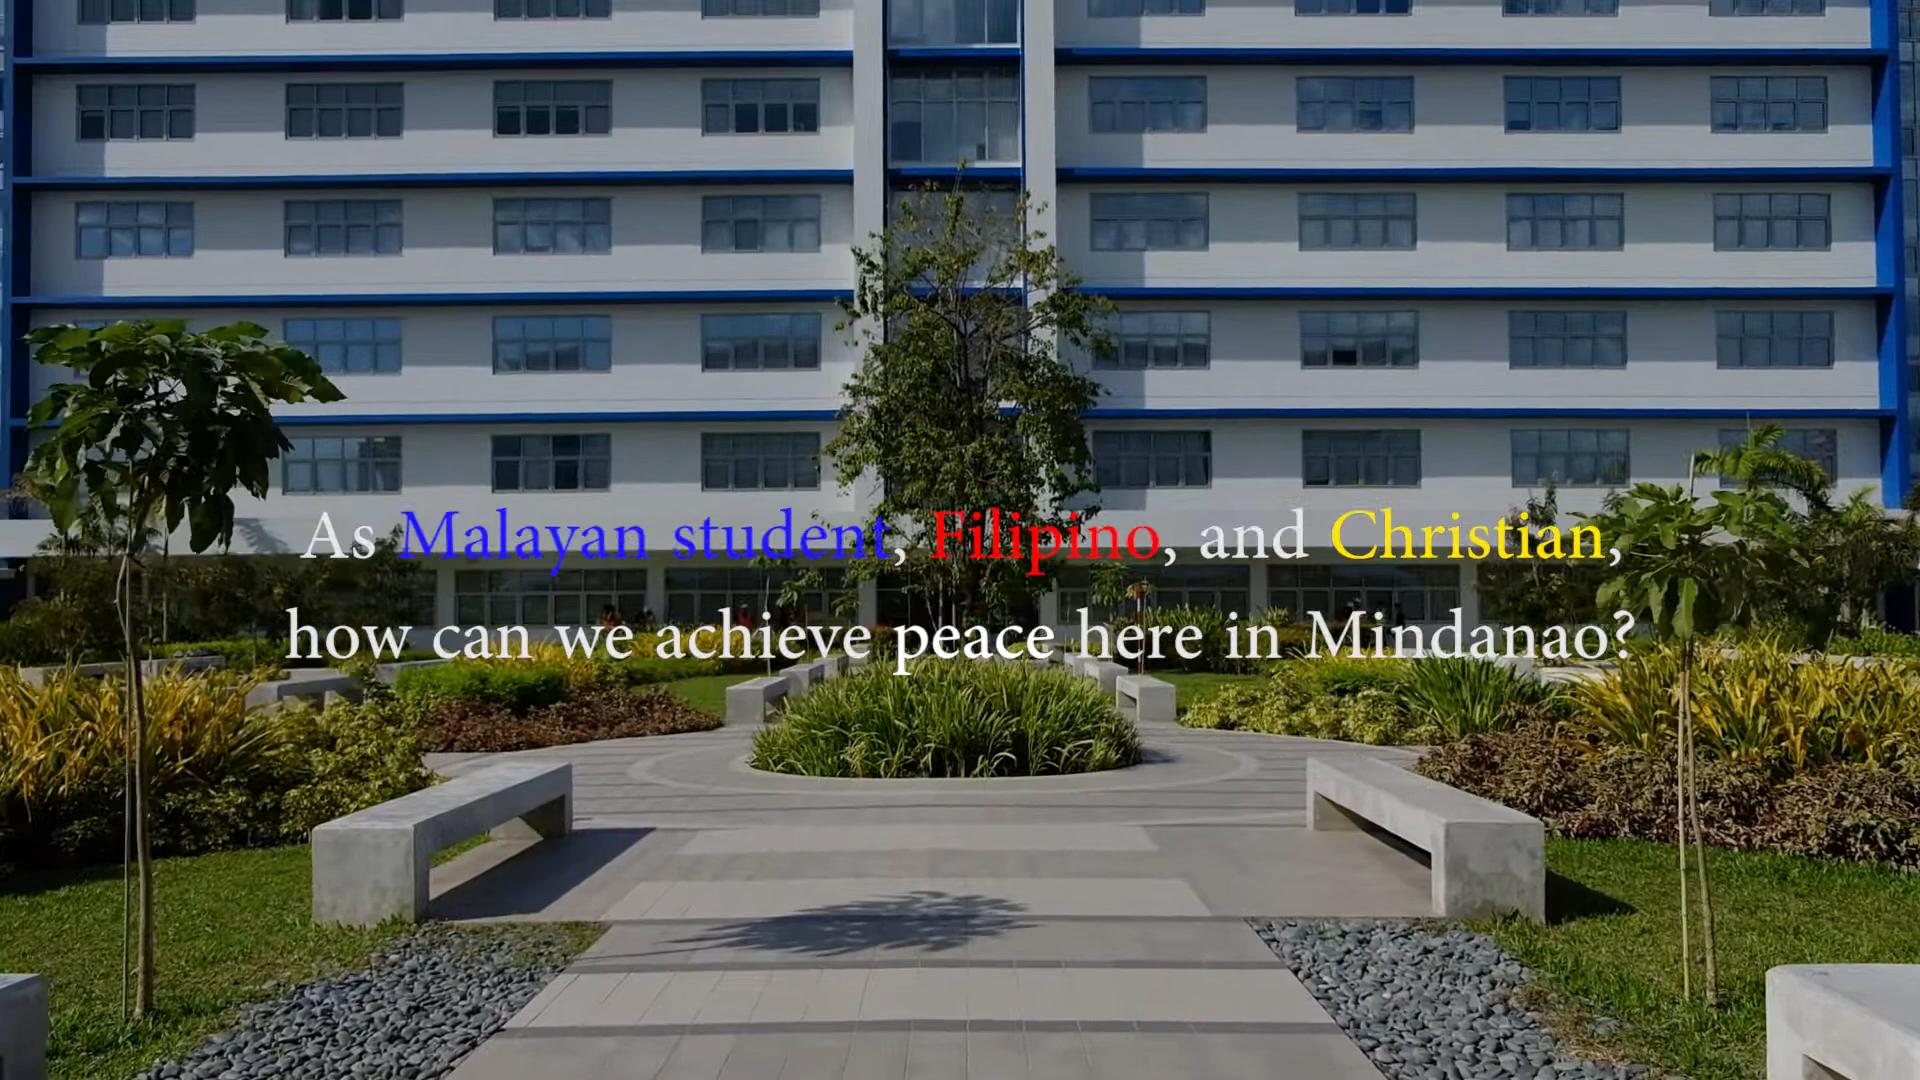 As Malayan student, Filipino, and Christian,
how can we achieve peace here in Mindanao?